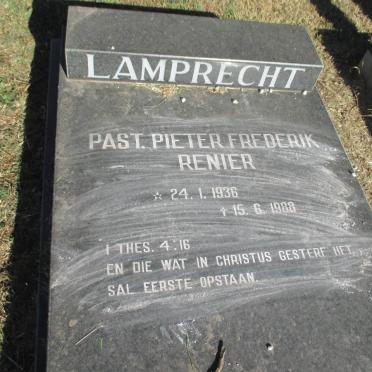 LAMPRECHT
PAST. PIETER FREDERIK
RENIER
☆ 24. 1. 1936
† 15. 6. 1988
I THES. 4:16
EN DIE WAT IN CHRISTUS GESTERF HET,
SAL EERSTE OPSTAAN.